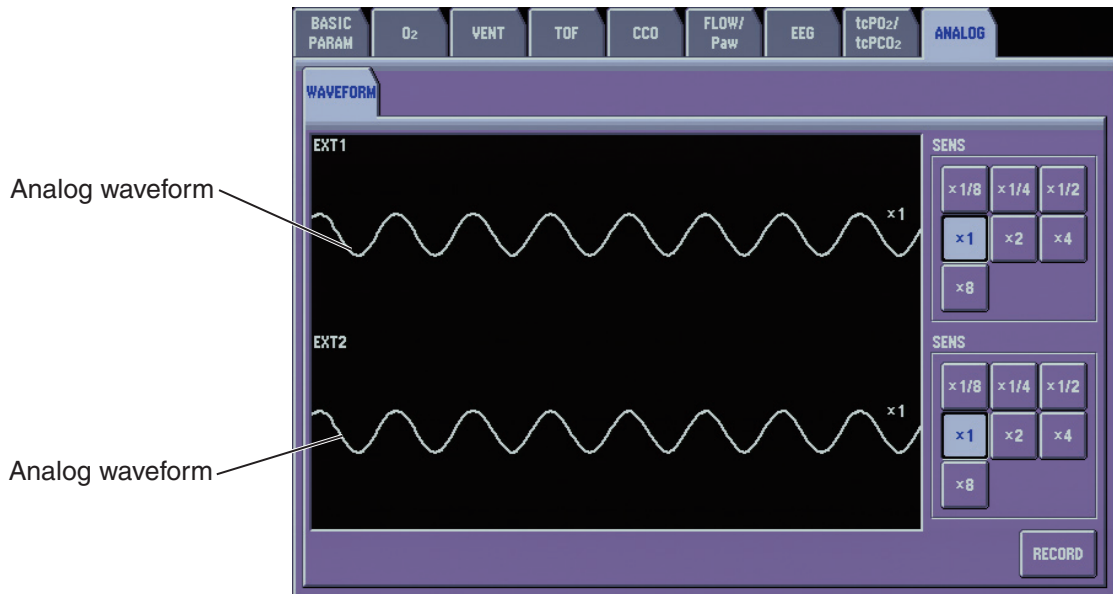 BASIC PARAM
O2
VENT
TOF
CCO
FLOW/ Paw
EEG
tcPO2/ tcPCO2
ANALOG
WAVEFORM
EXT1
×1
Analog waveform
SENS
×1/8 ×1/4 ×1/2
×1 ×2 ×4
×8
EXT2
×1
Analog waveform
SENS
×1/8 ×1/4 ×1/2
×1 ×2 ×4
×8
RECORD